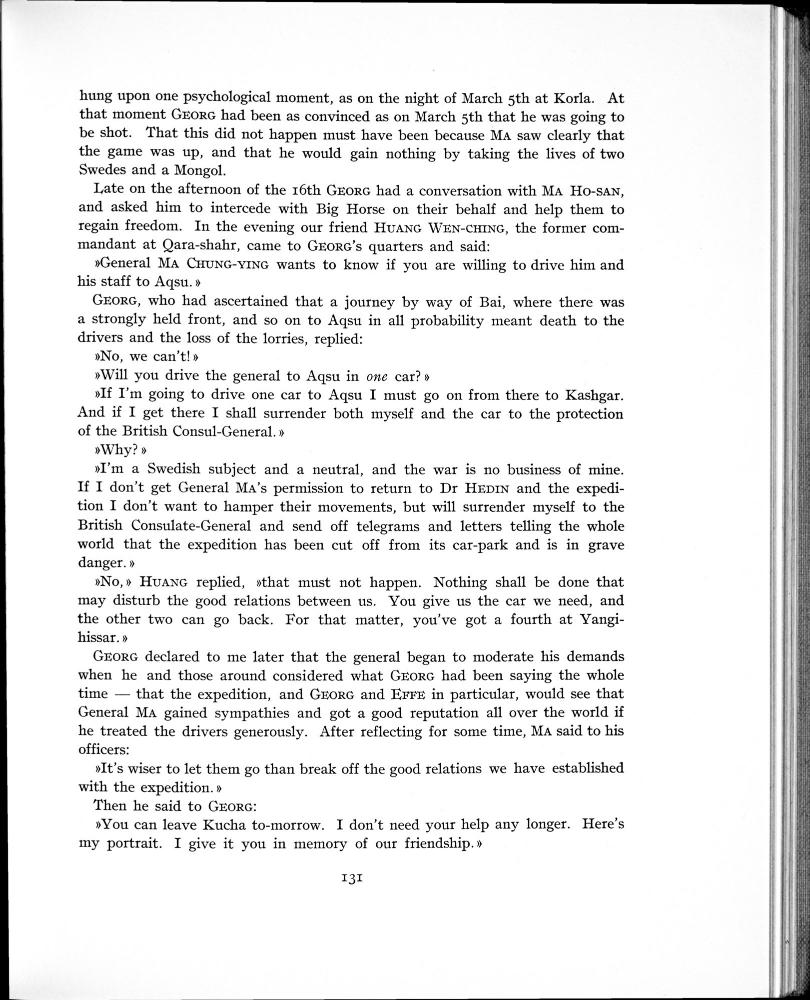 hung upon one psychological moment, as on the night of March 5th at Korla. At
that moment GEORG had been as convinced as on March 5th that he was going to
be shot. That this did not happen must have been because MA saw clearly that
the game was up, and that he would gain nothing by taking the lives of two
Swedes and a Mongol.
Late on the afternoon of the 16th GEORG had a conversation with MA HO-SAN,
and asked him to intercede with Big Horse on their behalf and help them to
regain freedom. In the evening our friend HUANG WEN-CHING, the former com-
mandant at Qara-shahr, came to GEORG's quarters and said:
»General MA CHUNG-YING wants to know if you are willing to drive him and
his staff to Aqsu.»
GEORG, who had ascertained that a journey by way of Bai, where there was
a strongly held front, and so on to Aqsu in all probability meant death to the
drivers and the loss of the lorries, replied:
»No, we can't!»
»Will you drive the general to Aqsu in one car?»
»If I'm going to drive one car to Aqsu I must go on from there to Kashgar.
And if I get there I shall surrender both myself and the car to the protection
of the British Consul-General.»
»Why?»
»I'm a Swedish subject and a neutral, and the war is no business of mine.
If I don't get General MA's permission to return to Dr HEDIN and the expedi-
tion I don't want to hamper their movements, but will surrender myself to the
British Consulate-General and send off telegrams and letters telling the whole
world that the expedition has been cut off from its car-park and is in grave
danger.»
»No,» HUANG replied, »that must not happen. Nothing shall be done that
may disturb the good relations between us. You give us the car we need, and
the other two can go back. For that matter, you've got a fourth at Yangi-
hissar.»
GEORG declared to me later that the general began to moderate his demands
when he and those around considered what GEORG had been saying the whole
time — that the expedition, and GEORG and EFFE in particular, would see that
General MA gained sympathies and got a good reputation all over the world if
he treated the drivers generously. After reflecting for some time, MA said to his
officers:
»It's wiser to let them go than break off the good relations we have established
with the expedition.»
Then he said to GEORG:
»You can leave Kucha to-morrow. I don't need your help any longer. Here's
my portrait. I give it you in memory of our friendship.»
131